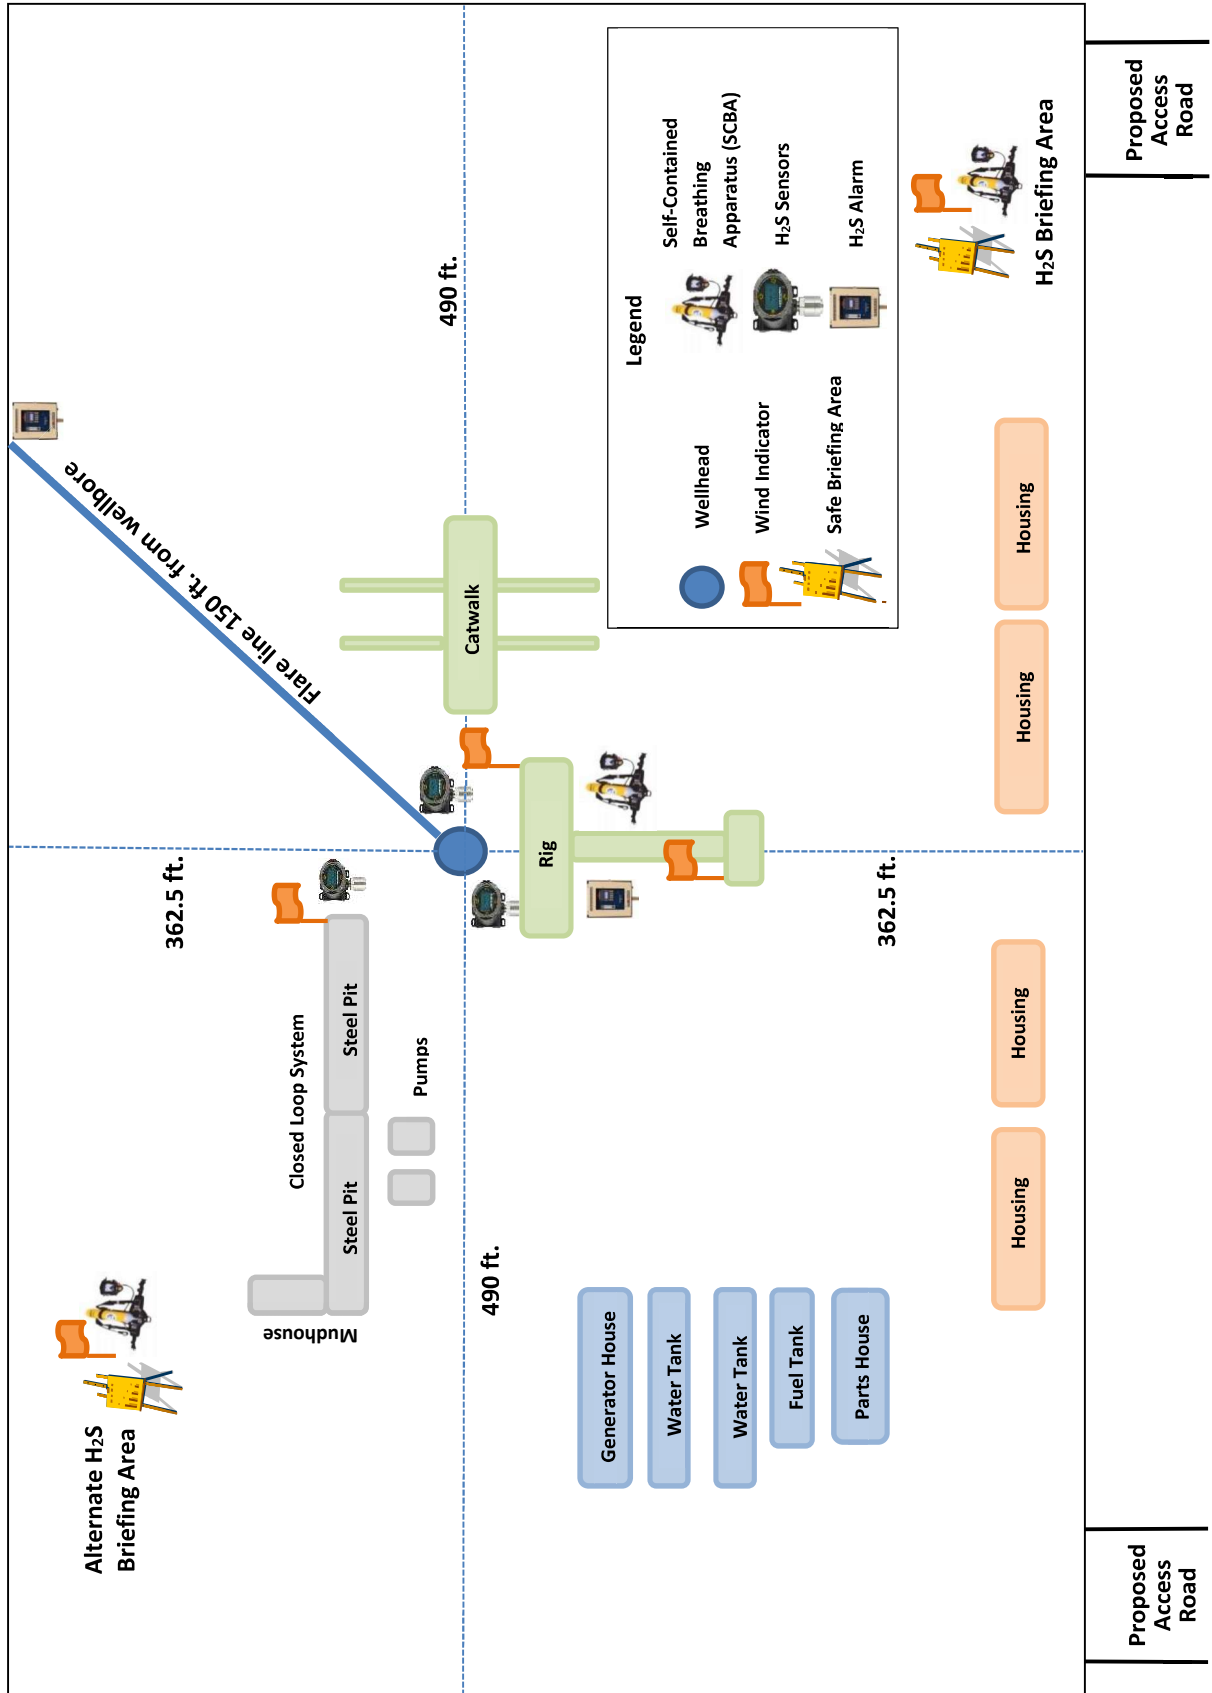 Alternate H₂S
Briefing Area
Mudhouse
Closed Loop System
Steel Pit
Steel Pit
Pumps
362.5 ft.
Flare line 150 ft. from wellbore
490 ft.
490 ft.
Catwalk
Rig
Generator House
Water Tank
Water Tank
Fuel Tank
Parts House
362.5 ft.
Legend
Wellhead
Wind Indicator
Safe Briefing Area
Self-Contained
Breathing
Apparatus (SCBA)
H₂S Sensors
H₂S Alarm
Housing
Housing
Housing
Housing
H₂S Briefing Area
Proposed
Access
Road
Proposed
Access
Road